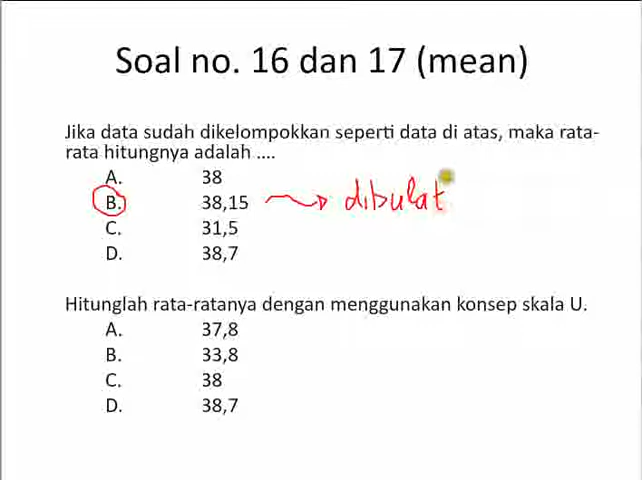 Soal no. 16 dan 17 (mean)
Jika data sudah dikelompokkan seperti data di atas, maka rata-
rata hitungnya adalah ....
A. 38
B. 38,15 dibulat
C. 31,5
D. 38,7
Hitunglah rata-ratanya dengan menggunakan konsep skala U.
A. 37,8
B. 33,8
C. 38
D. 38,7